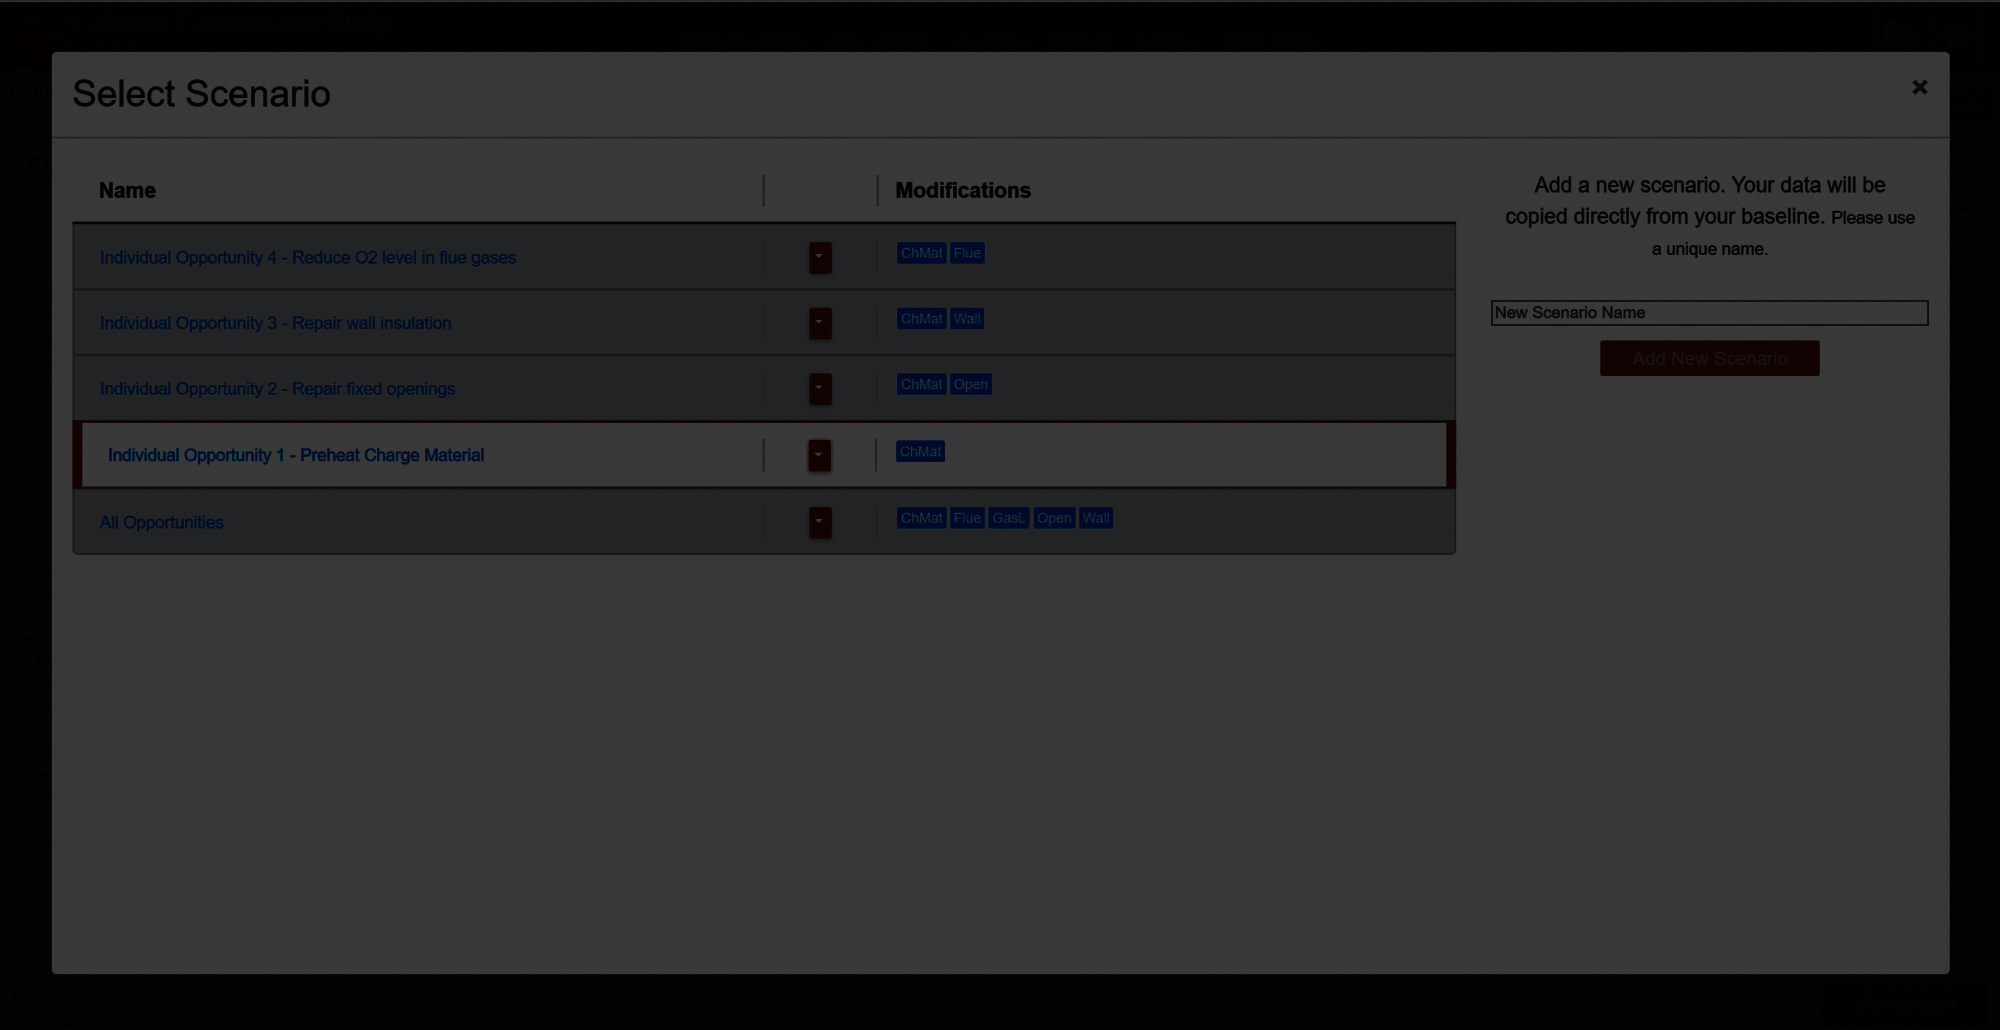 Select Scenario
Name
Modifications
Individual Opportunity 4 - Reduce O2 level in flue gases
ChMat Flue
Individual Opportunity 3 - Repair wall insulation
ChMat Wall
Individual Opportunity 2 - Repair fixed openings
ChMat Open
Individual Opportunity 1 - Preheat Charge Material
ChMat
All Opportunities
ChMat Flue GasL Open Wall
Add a new scenario. Your data will be
copied directly from your baseline. Please use
a unique name.
New Scenario Name
Add New Scenario